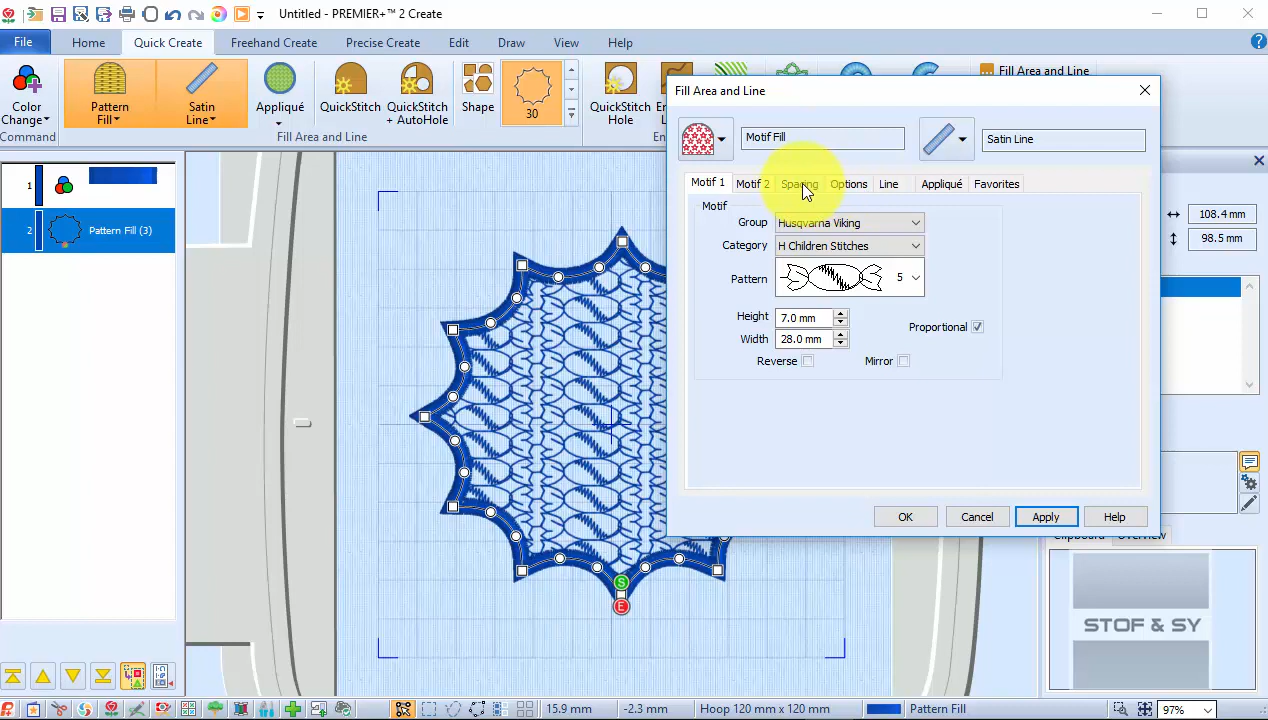 Untitled - PREMIER+™ 2 Create
File
Home
Quick Create
Freehand Create
Precise Create
Edit
Draw
View
Help
Color
Change
Pattern
Fill
Satin
Line
Appliqué
QuickStitch
QuickStitch
+ AutoHole
Shape
30
QuickStitch
Hole
Fill Area and Line
Command
Fill Area and Line
1
2
Pattern Fill (3)
Fill Area and Line
Motif Fill
Satin Line
Motif 1
Motif 2
Spacing
Options
Line
Appliqué
Favorites
Motif
Group
Husqvarna Viking
Category
H Children Stitches
Pattern
5
Height
7.0 mm
Width
28.0 mm
Proportional
Reverse
Mirror
OK
Cancel
Apply
Help
108.4 mm
98.5 mm
S
E
Clipboard
Overview
STOF & SY
15.9 mm
-2.3 mm
Hoop 120 mm x 120 mm
Pattern Fill
97%